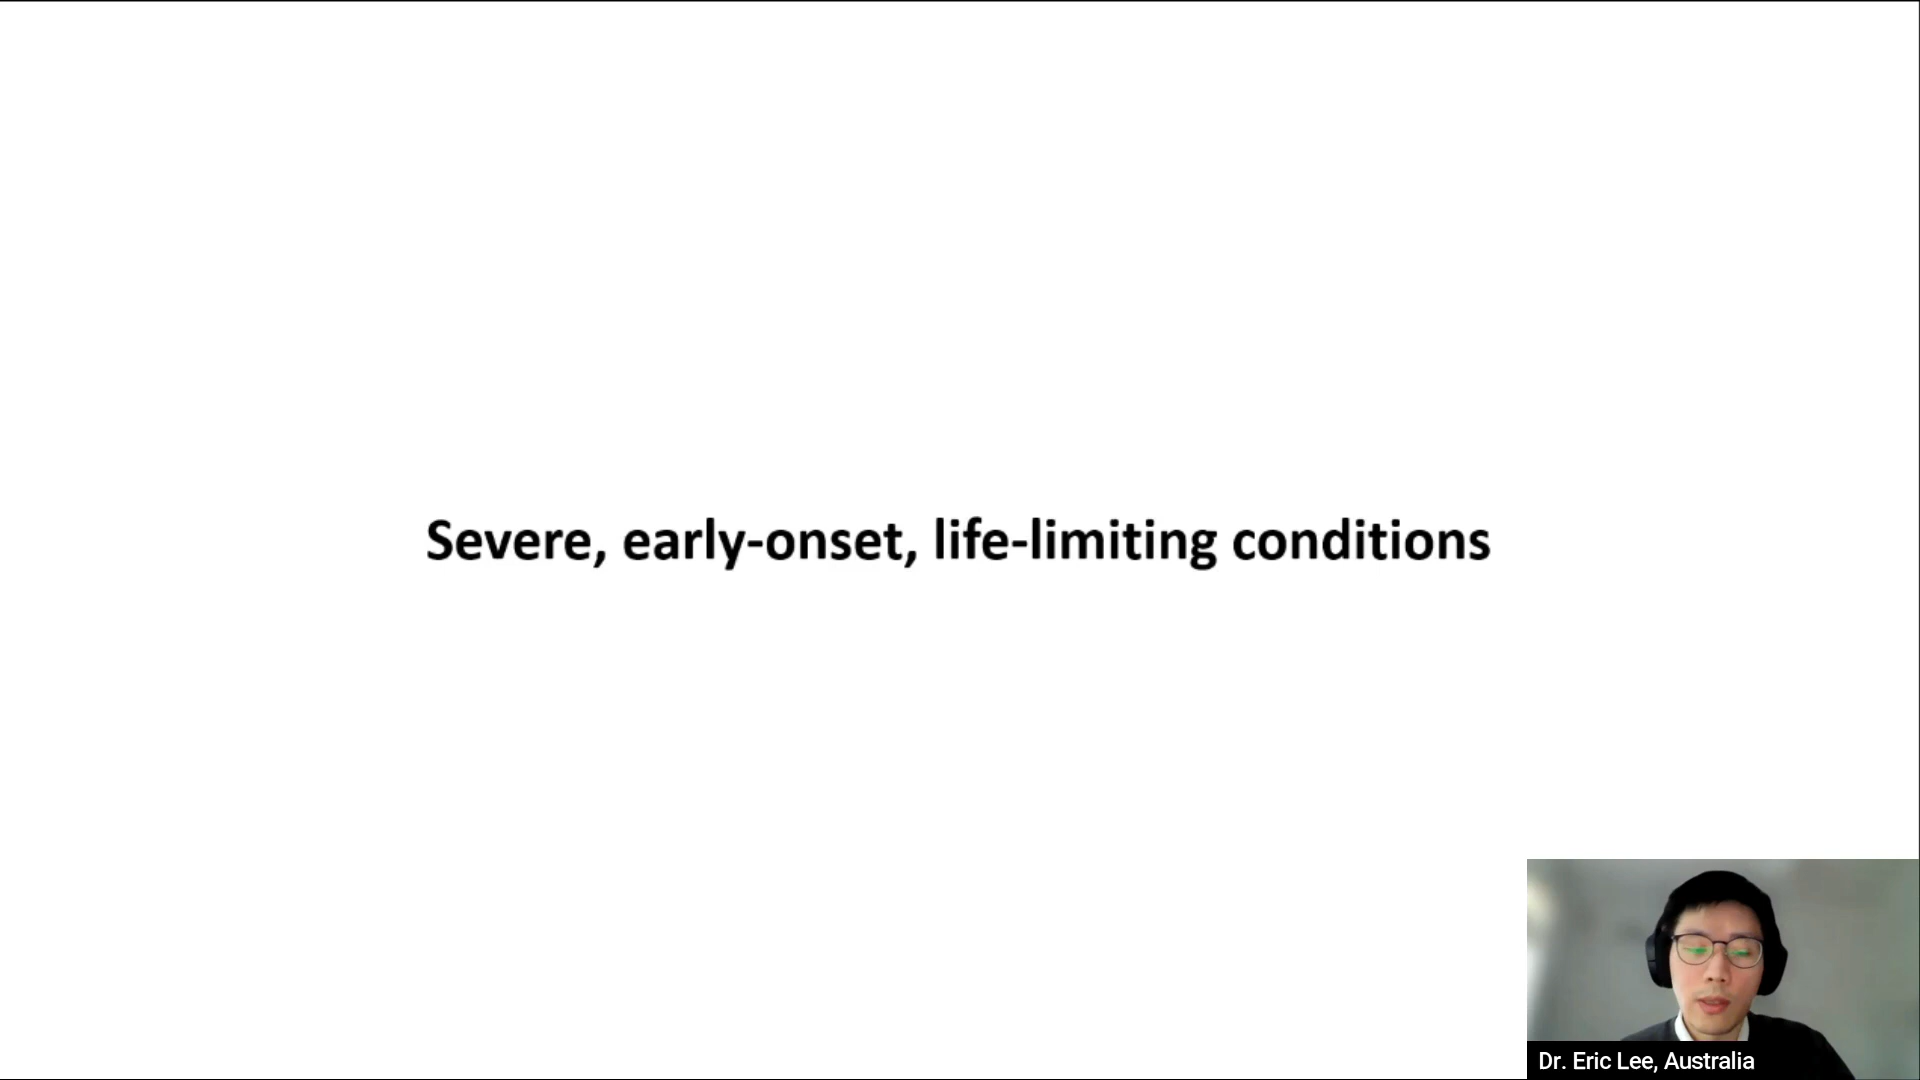 Severe, early-onset, life-limiting conditions
Dr. Eric Lee, Australia